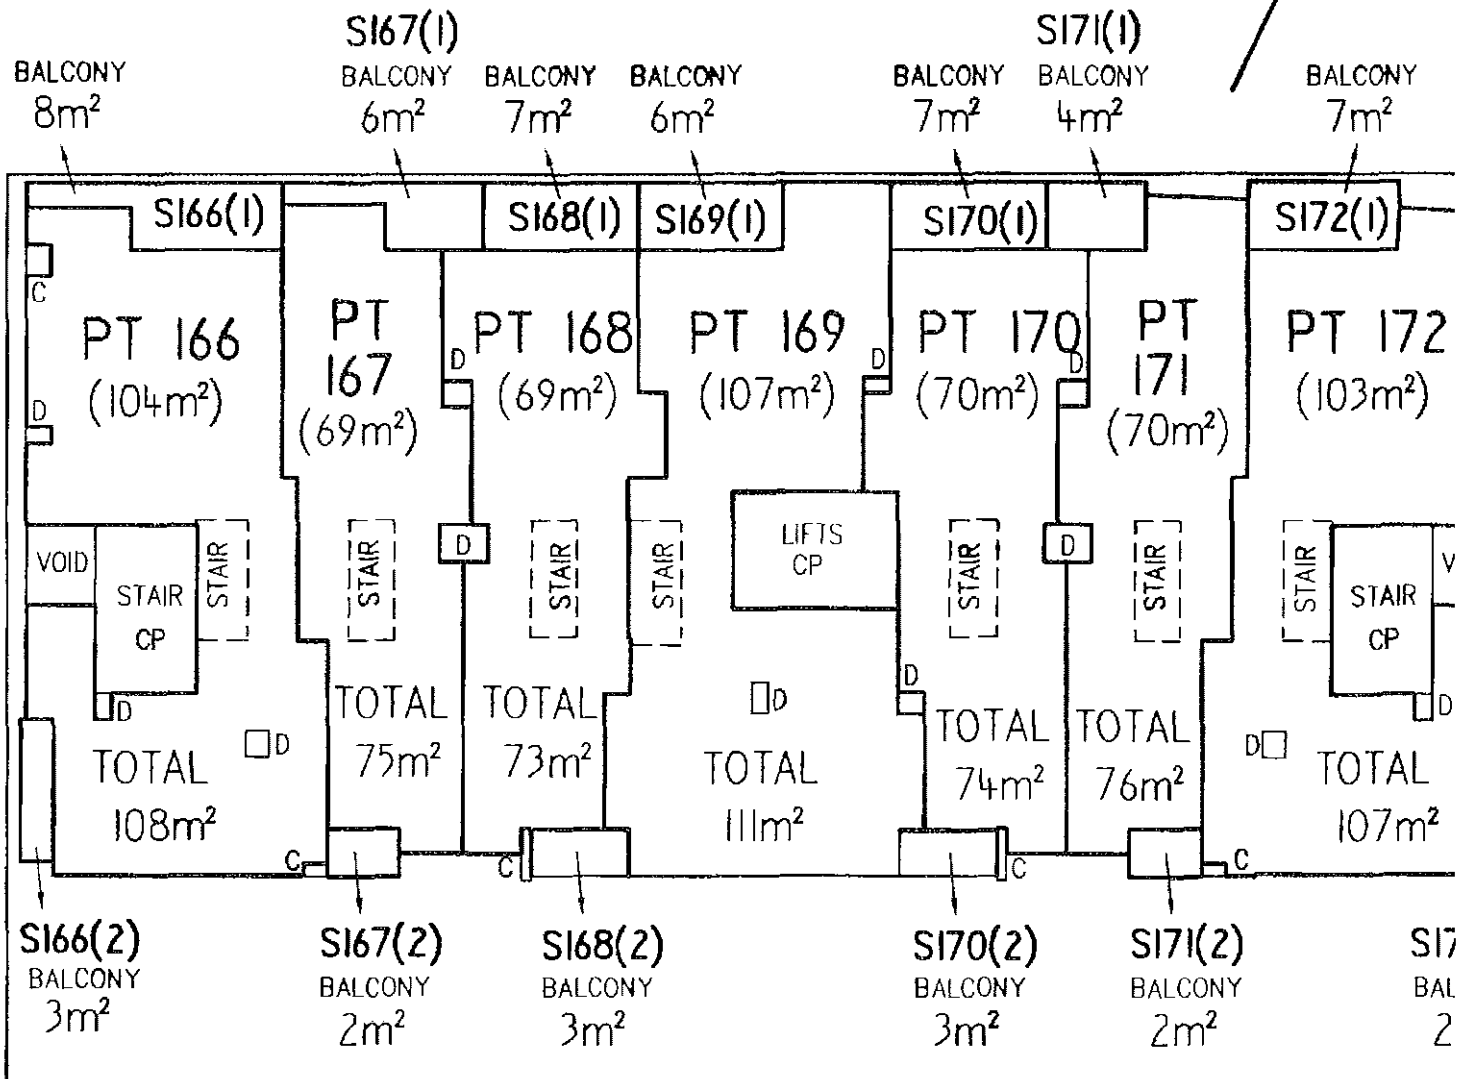 S167(1)
S171(1)
BALCONY
8m²
BALCONY
6m²
BALCONY
7m²
BALCONY
6m²
BALCONY
7m²
BALCONY
4m²
BALCONY
7m²
S166(1)
S168(1)
S169(1)
S170(1)
S172(1)
C
PT 166
(104m²)
D
PT
167
(69m²)
D
PT 168
(69m²)
PT 169
(107m²)
D
PT 170
(70m²)
D
PT
171
(70m²)
PT 172
(103m²)
VOID
STAIR
CP
STAIR
STAIR
D
STAIR
STAIR
LIFTS
CP
STAIR
D
STAIR
STAIR
STAIR
CP
V
D
D
TOTAL
108m²
TOTAL
75m²
TOTAL
73m²
D
TOTAL
111m²
D
TOTAL
74m²
TOTAL
76m²
D
D
TOTAL
107m²
C
C
C
C
S166(2)
BALCONY
3m²
S167(2)
BALCONY
2m²
S168(2)
BALCONY
3m²
S170(2)
BALCONY
3m²
S171(2)
BALCONY
2m²
S17
BAL
2